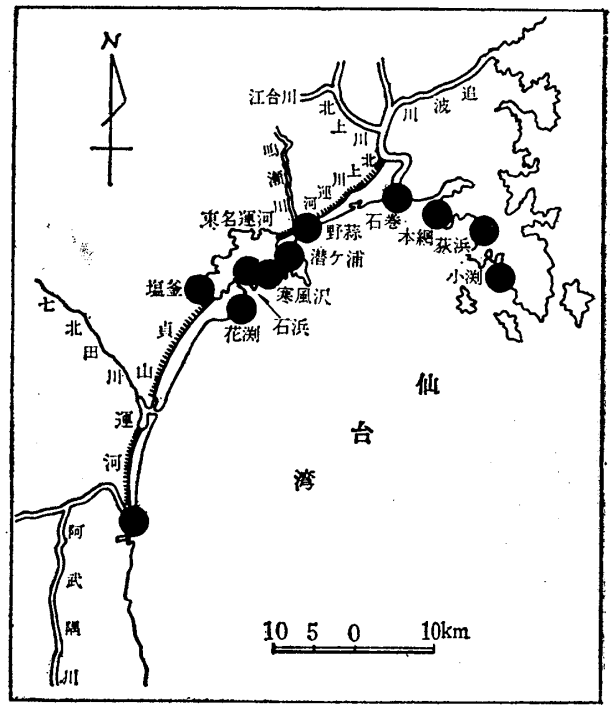 N
江合川
北上川
追波川
鳴瀬川
北上運河
東名運河
野蒜
石巻
本網
荻浜
小渕
潜ケ浦
塩釜
寒風沢
石浜
花渕
七北田川
貞山運河
仙台湾
阿武隈川
10 5 0 10km